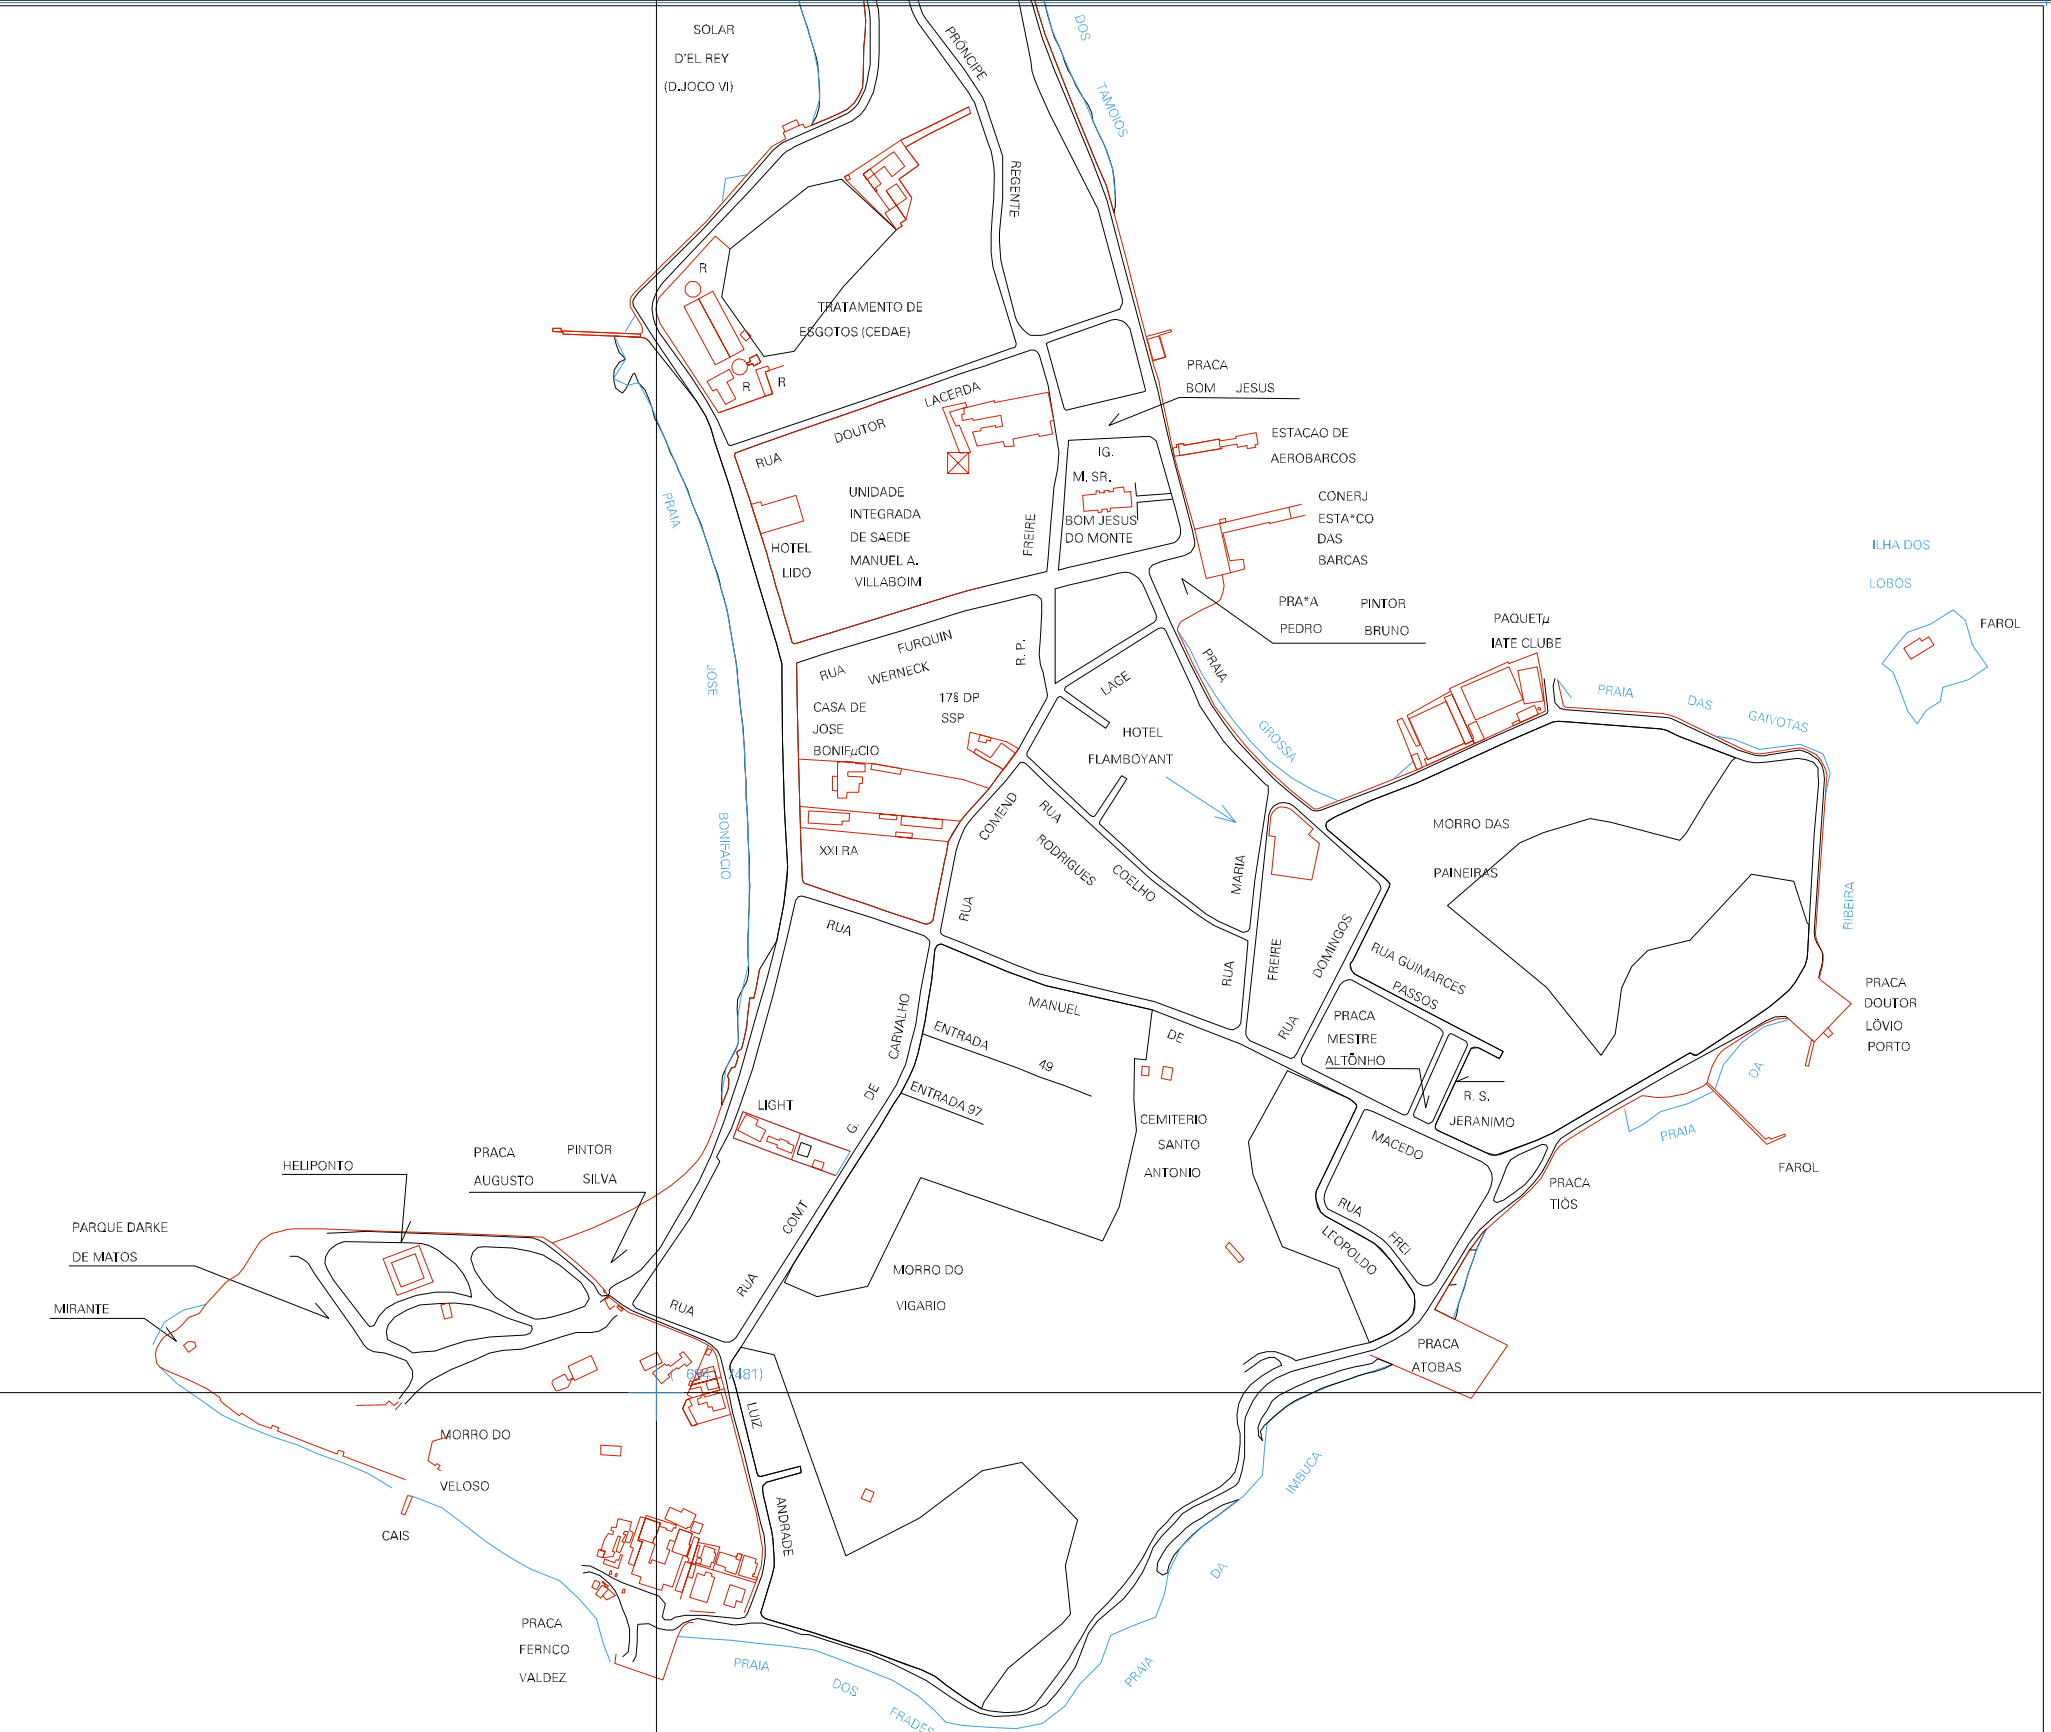 SOLAR
D'EL REY
(D.JOCO VI)
PRÖNCIPE
REGENTE
DOS
TAMOIOS
R
TRATAMENTO DE
ESGOTOS (CEDAE)
R
R
PRACA
BOM JESUS
RUA DOUTOR LACERDA
ESTACAO DE
AEROBARCOS
IG.
M. SR.
BOM JESUS
DO MONTE
CONERJ
ESTA*CO
DAS
BARCAS
UNIDADE
INTEGRADA
DE SAEDE
MANUEL A.
VILLABOIM
HOTEL
LIDO
FREIRE
PRAIA
JOSE
BONIFACIO
ILHA DOS
LOBOS
FAROL
PRA*A PINTOR
PEDRO BRUNO
PAQUETµ
IATE CLUBE
RUA FURQUIN
WERNECK
R. P.
17§ DP
SSP
CASA DE
JOSE
BONIFµCIO
XXI RA
LAGE
HOTEL
FLAMBOYANT
PRAIA
GROSSA
PRAIA DAS GAIVOTAS
MORRO DAS
PAINEIRAS
RUA COMEND
RUA
RODRIGUES
COELHO
RUA MARIA
FREIRE
RUA DOMINGOS
RUA GUIMARCES
PASSOS
RIBEIRA
DA
PRAIA
PRACA
DOUTOR
LÖVIO
PORTO
RUA
MANUEL
DE
MACEDO
CARVALHO
DE
G.
COMT
RUA
ENTRADA 49
ENTRADA 97
PRACA
MESTRE
ALTÕNHO
R. S.
JERANIMO
LIGHT
CEMITERIO
SANTO
ANTONIO
FAROL
PRACA
TIÒS
RUA FREI
LEOPOLDO
PRACA PINTOR
AUGUSTO SILVA
HELIPONTO
PARQUE DARKE
DE MATOS
MIRANTE
MORRO DO
VIGARIO
RUA
LUIZ
ANDRADE
7481)
PRACA
ATOBAS
MORRO DO
VELOSO
CAIS
PRACA
FERNCO
VALDEZ
PRAIA
DOS
FRADES
PRAIA
DA
IMBUCA